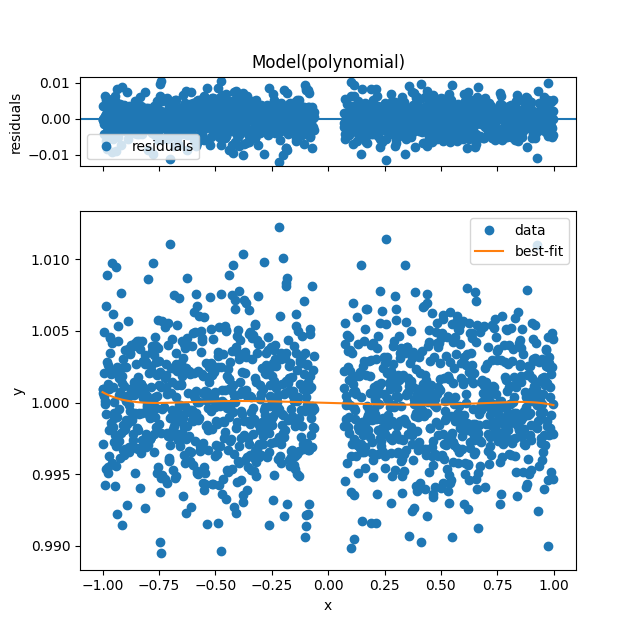 Model(polynomial)
0.01
0.00
−0.01
residuals
residuals
data
best-fit
1.010
1.005
1.000
0.995
0.990
y
−1.00 −0.75 −0.50 −0.25 0.00 0.25 0.50 0.75 1.00
x